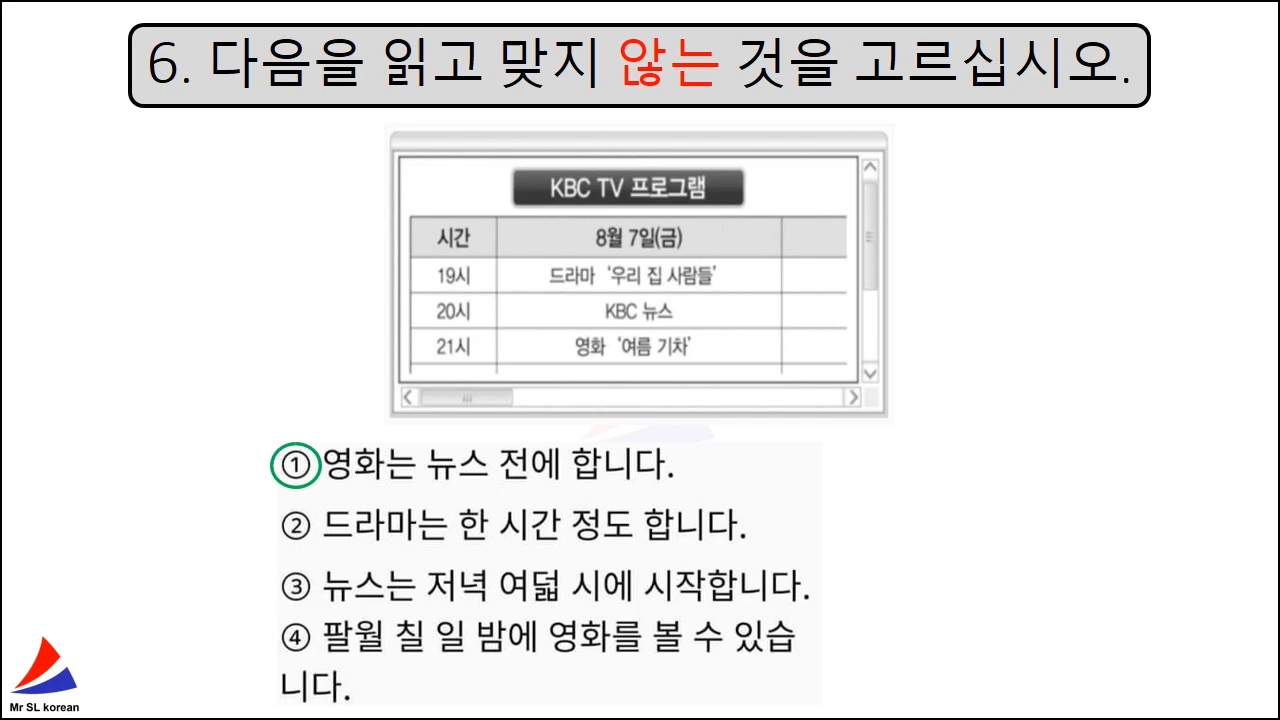 6. 다음을 읽고 맞지 않는 것을 고르십시오.
KBC TV 프로그램
시간 8월 7일(금)
19시 드라마 ‘우리 집 사람들’
20시 KBC 뉴스
21시 영화 ‘여름 기차’
① 영화는 뉴스 전에 합니다.
② 드라마는 한 시간 정도 합니다.
③ 뉴스는 저녁 여덟 시에 시작합니다.
④ 팔월 칠 일 밤에 영화를 볼 수 있습
니다.
Mr SL korean